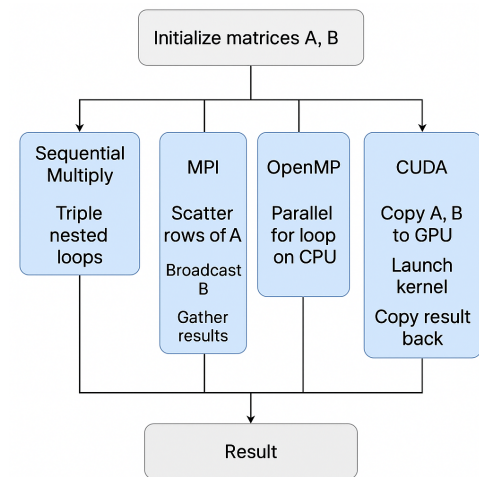 Initialize matrices A, B
Sequential
Multiply
Triple
nested
loops
MPI
Scatter
rows of A
Broadcast
B
Gather
results
OpenMP
Parallel
for loop
on CPU
CUDA
Copy A, B
to GPU
Launch
kernel
Copy result
back
Result